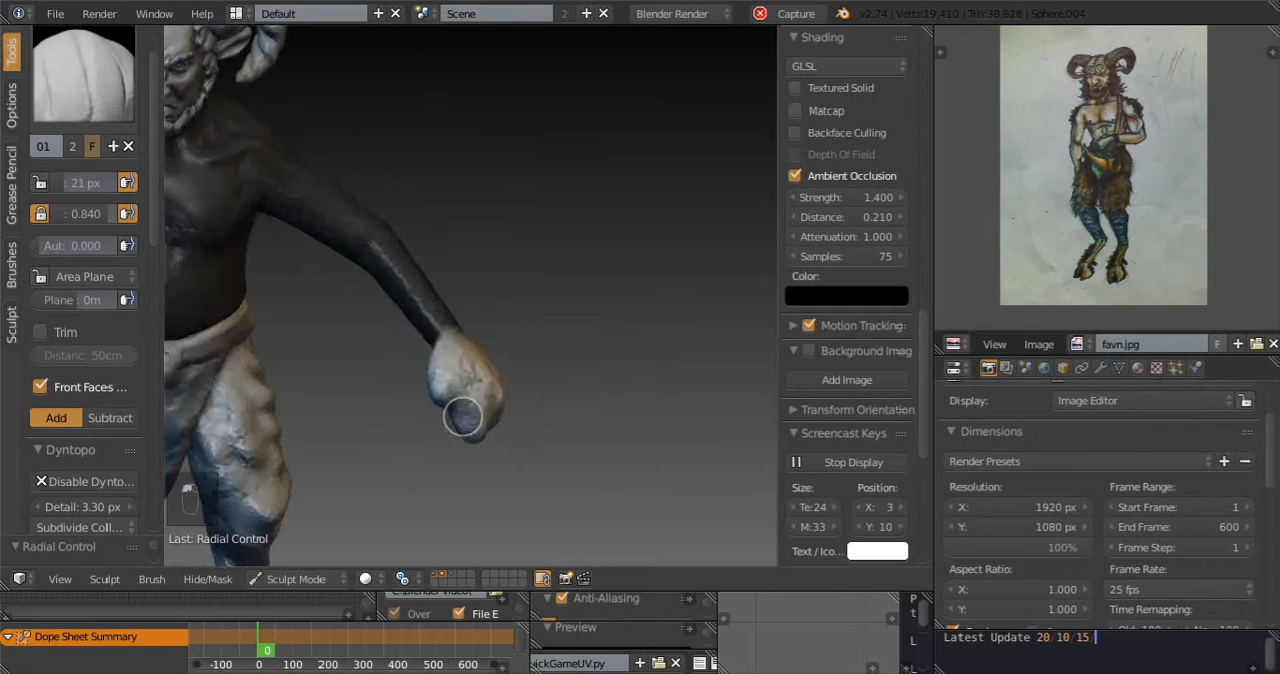 File Render Window Help Default Scene 2 Blender Render Capture v2.74 | Verts:19,410 | Tris:38,616 | Sphere.004
Tools
Options
Grease Pencil
Brushes
Sculpt
01 2 F
: 21 px
: 0.840
Aut: 0.000
Area Plane
Plane: 0m
Trim
Distanc: 50cm
Front Faces ...
Add Subtract
Dyntopo
Disable Dynto...
Detail: 3.30 px
Subdivide Coll...
Radial Control
Last: Radial Control
View Sculpt Brush Hide/Mask Sculpt Mode
Shading
GLSL
Textured Solid
Matcap
Backface Culling
Depth Of Field
Ambient Occlusion
Strength: 1.400
Distance: 0.210
Attenuation: 1.000
Samples: 75
Color:
Motion Tracking
Background Imag
Add Image
Transform Orientation
Screencast Keys
Stop Display
Size: Position:
Te:24 X: 3
M:33 Y: 10
Text / Ico...
View Image favn.jpg F
Display: Image Editor
Dimensions
Render Presets
Resolution: Frame Range:
X: 1920 px Start Frame: 1
Y: 1080 px End Frame: 600
100% Frame Step: 1
Aspect Ratio: Frame Rate:
X: 1.000 25 fps
Y: 1.000 Time Remapping:
Over File E
Anti-Aliasing
Preview
uickGameUV.py
Dope Sheet Summary
0
-100 0 100 200 300 400 500 600
Latest Update 20/10/15/